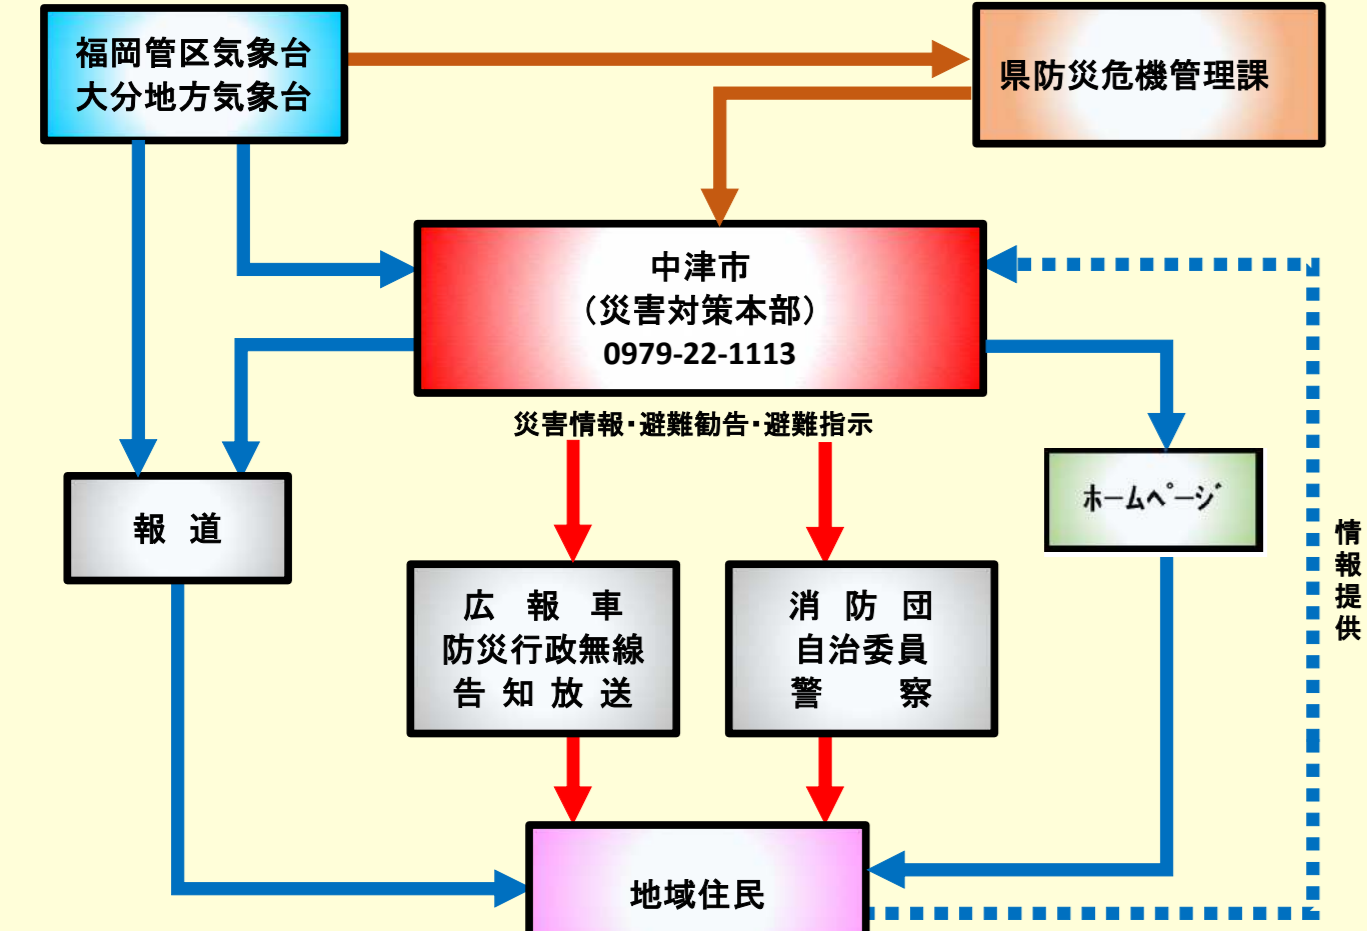 福岡管区気象台
大分地方気象台
県防災危機管理課
中津市
（災害対策本部）
0979-22-1113
災害情報・避難勧告・避難指示
報 道
ﾎｰﾑﾍﾟｰｼﾞ
情報提供
広 報 車
防災行政無線
告 知 放 送
消 防 団
自治委員
警 察
地域住民